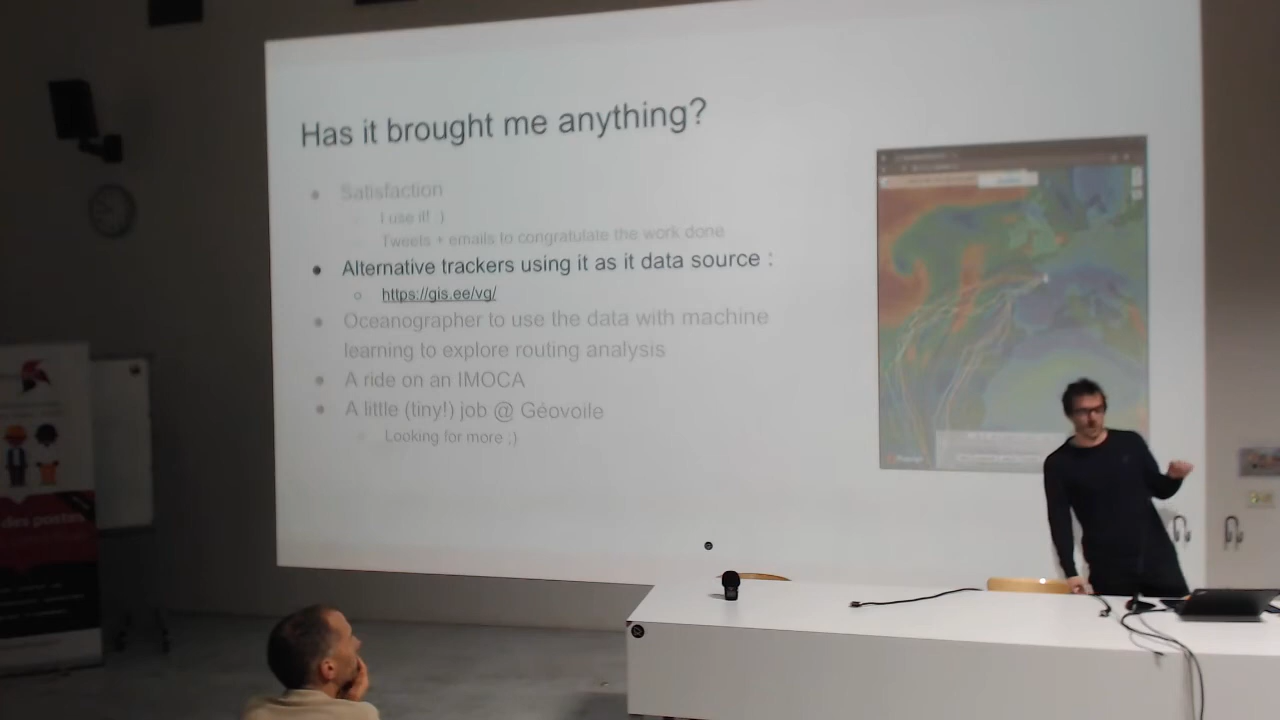 Has it brought me anything?
Satisfaction
I use it! :)
Tweets + emails to congratulate the work done
Alternative trackers using it as it data source :
https://gis.ee/vg/
Oceanographer to use the data with machine
learning to explore routing analysis
A ride on an IMOCA
A little (tiny!) job @ Géovoile
Looking for more ;)
des postes